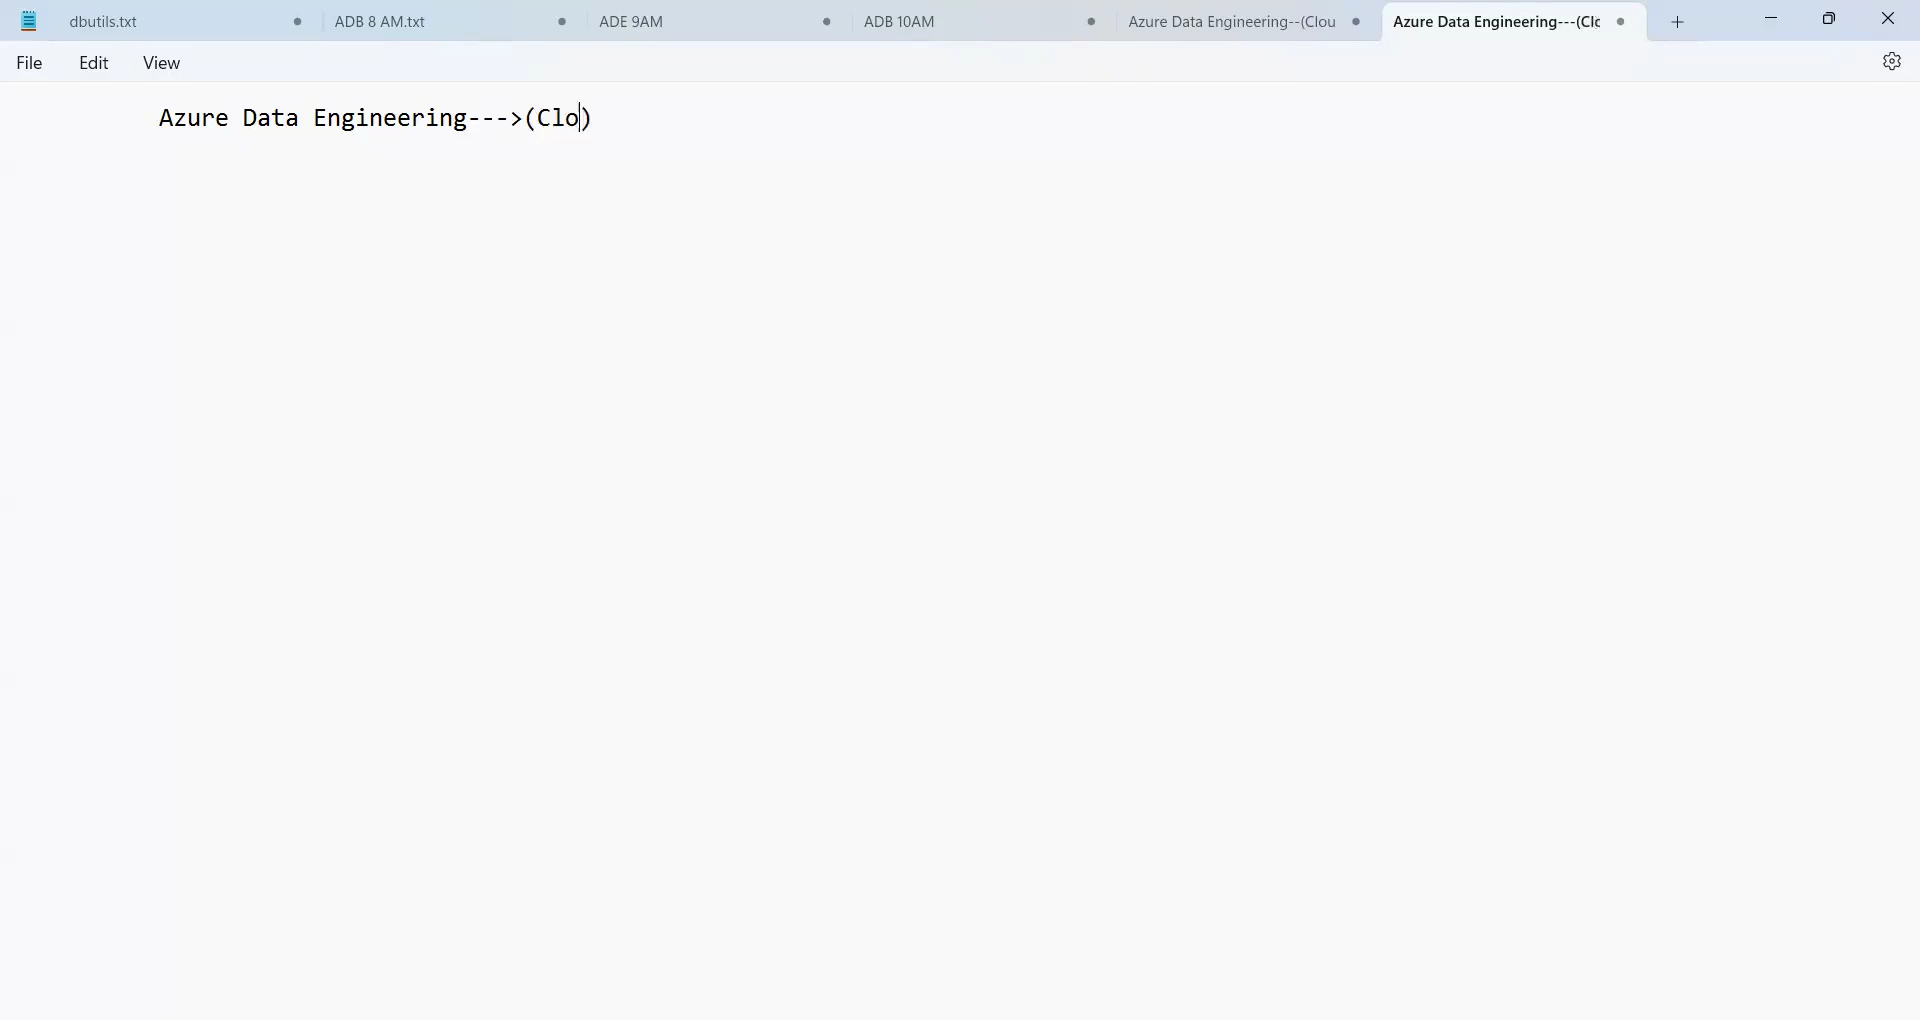 dbutils.txt ADB 8 AM.txt ADE 9AM ADB 10AM Azure Data Engineering--(Clou Azure Data Engineering---(Clo
File Edit View
Azure Data Engineering--->(Clo)